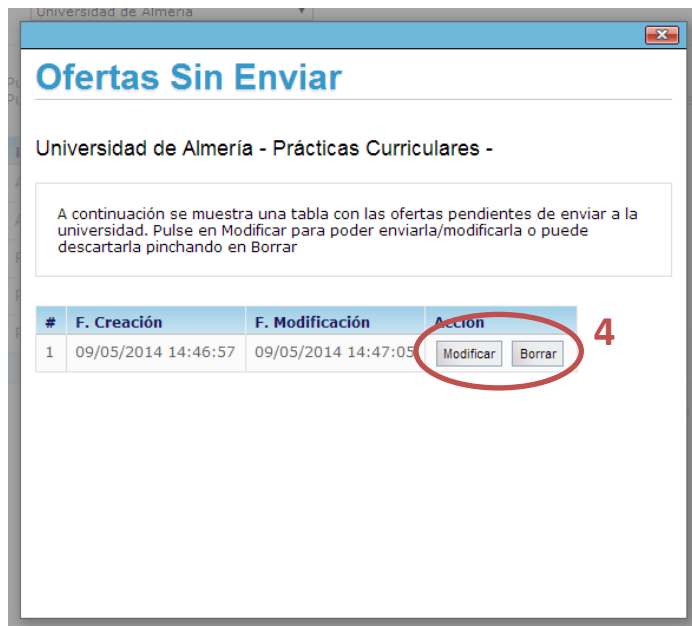 Universidad de Almería
Ofertas Sin Enviar
Universidad de Almería - Prácticas Curriculares -
A continuación se muestra una tabla con las ofertas pendientes de enviar a la
universidad. Pulse en Modificar para poder enviarla/modificarla o puede
descartarla pinchando en Borrar
# F. Creación F. Modificación Acción
1 09/05/2014 14:46:57 09/05/2014 14:47:05 Modificar Borrar
4